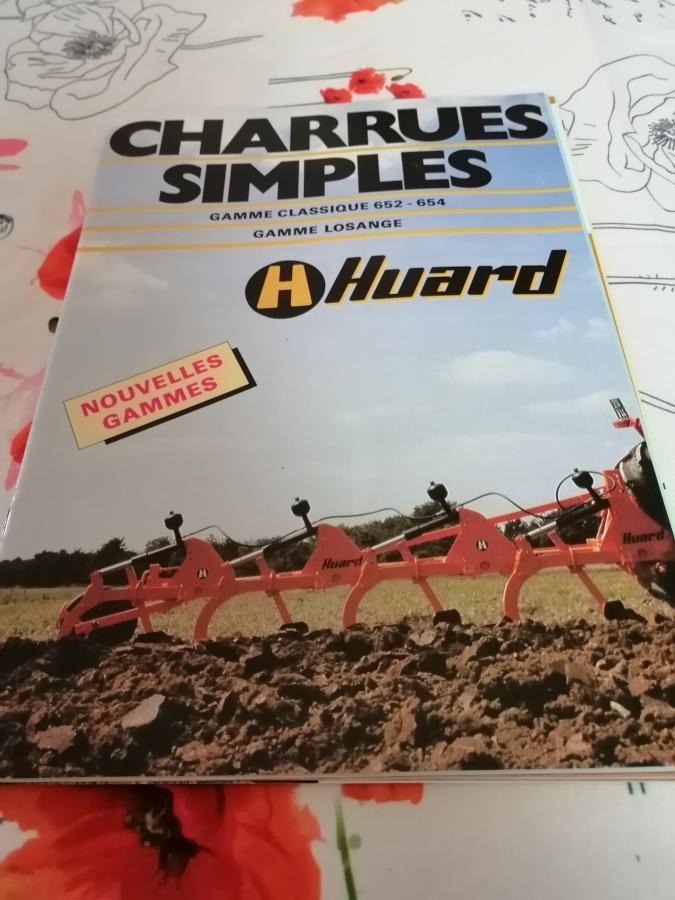 CHARRUES
SIMPLES
GAMME CLASSIQUE 652 - 654
GAMME LOSANGE
H Huard
NOUVELLES
GAMMES
Huard
H
H
Huard
H